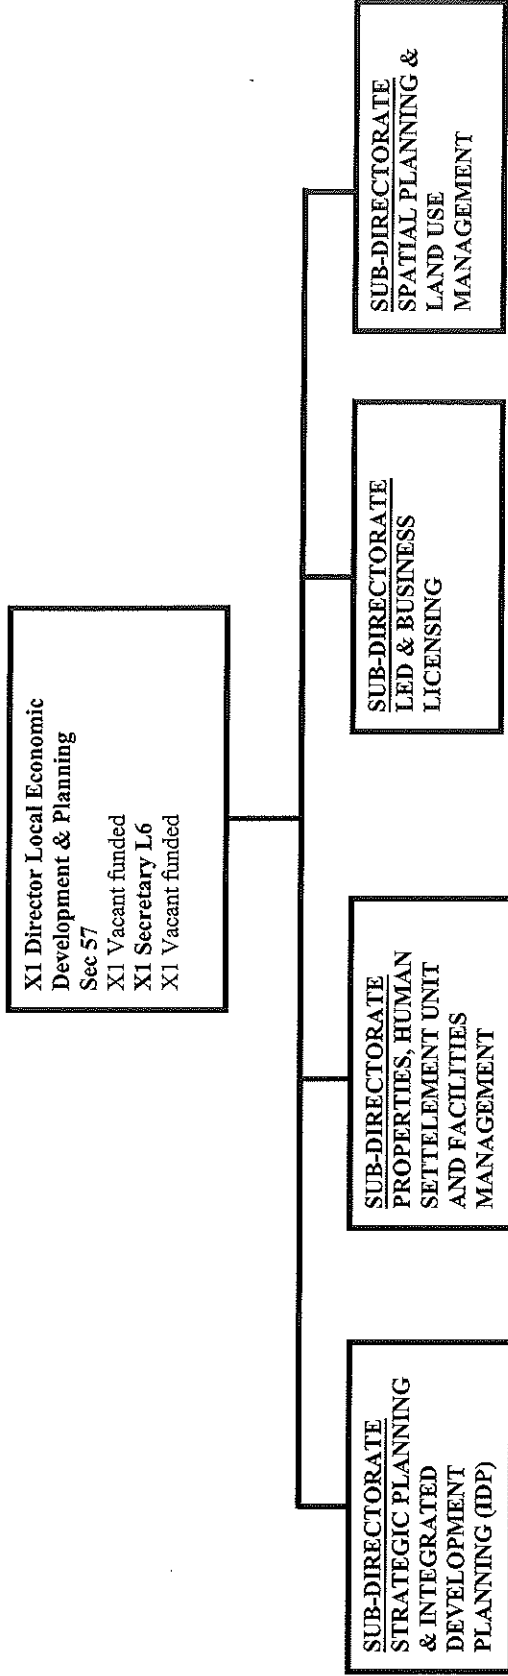 X1 Director Local Economic
Development & Planning
Sec 57
X1 Vacant funded
X1 Secretary L6
X1 Vacant funded
SUB-DIRECTORATE
STRATEGIC PLANNING
& INTEGRATED
DEVELOPMENT
PLANNING (IDP)
SUB-DIRECTORATE
PROPERTIES, HUMAN
SETTELEMENT UNIT
AND FACILITIES
MANAGEMENT
SUB-DIRECTORATE
LED & BUSINESS
LICENSING
SUB-DIRECTORATE
SPATIAL PLANNING &
LAND USE
MANAGEMENT